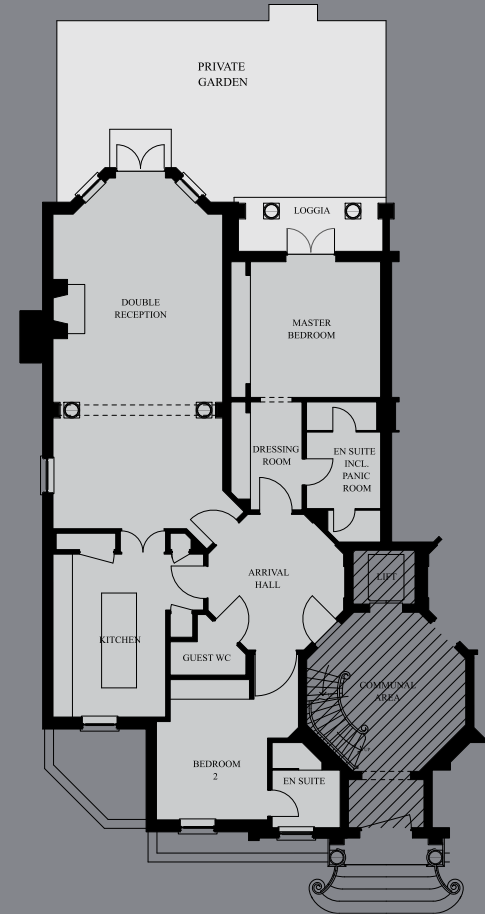 PRIVATE
GARDEN
LOGGIA
DOUBLE
RECEPTION
MASTER
BEDROOM
DRESSING
ROOM
EN SUITE
INCL.
PANIC
ROOM
ARRIVAL
HALL
LIFT
KITCHEN
GUEST WC
COMMUNAL
AREA
BEDROOM
2
EN SUITE